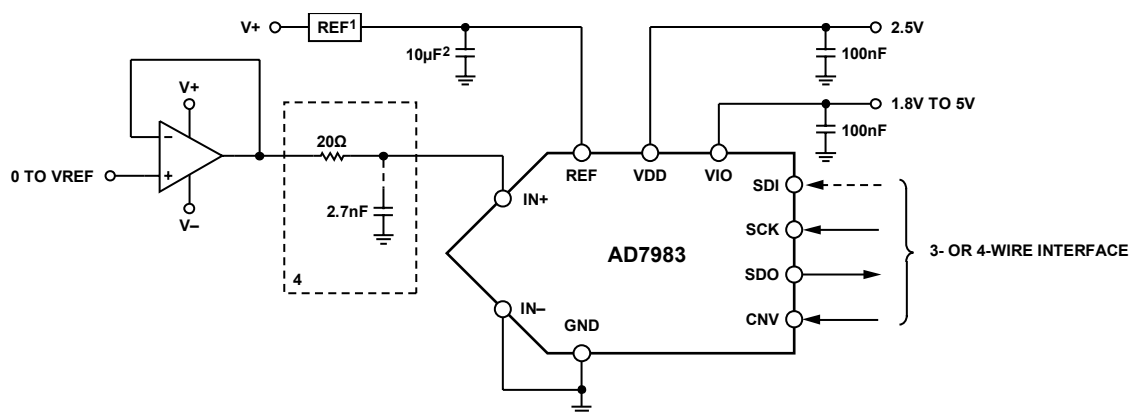 V+
REF1
10µF2
2.5V
100nF
1.8V TO 5V
100nF
V+
–
+
0 TO VREF
V–
20Ω
2.7nF
4
REF
VDD
VIO
IN+
IN–
GND
AD7983
SDI
SCK
SDO
CNV
3- OR 4-WIRE INTERFACE